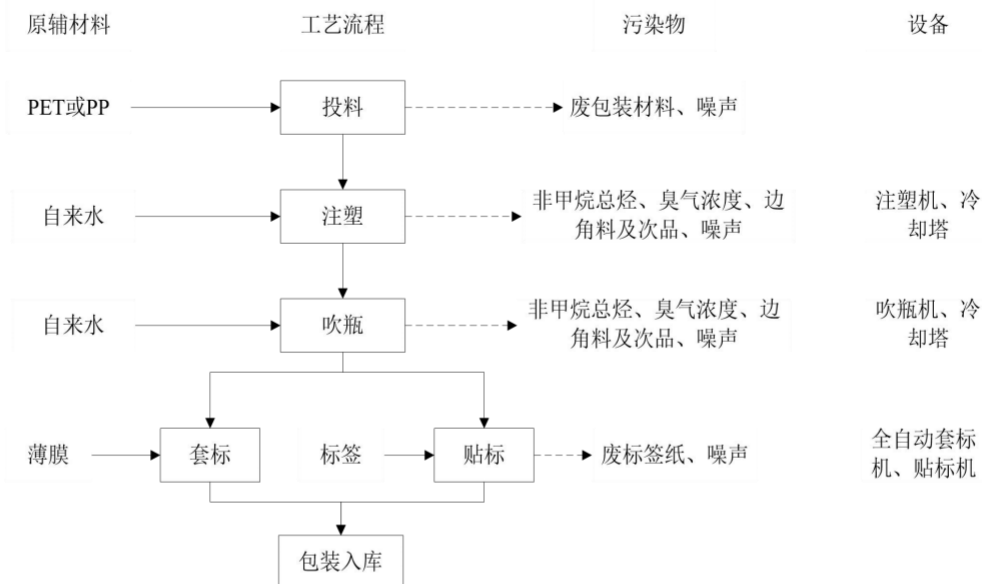 原辅材料 工艺流程 污染物 设备
PET或PP 投料 废包装材料、噪声
自来水 注塑 非甲烷总烃、臭气浓度、边
角料及次品、噪声 注塑机、冷
却塔
自来水 吹瓶 非甲烷总烃、臭气浓度、边
角料及次品、噪声 吹瓶机、冷
却塔
薄膜 套标 标签 贴标 废标签纸、噪声 全自动套标
机、贴标机
包装入库